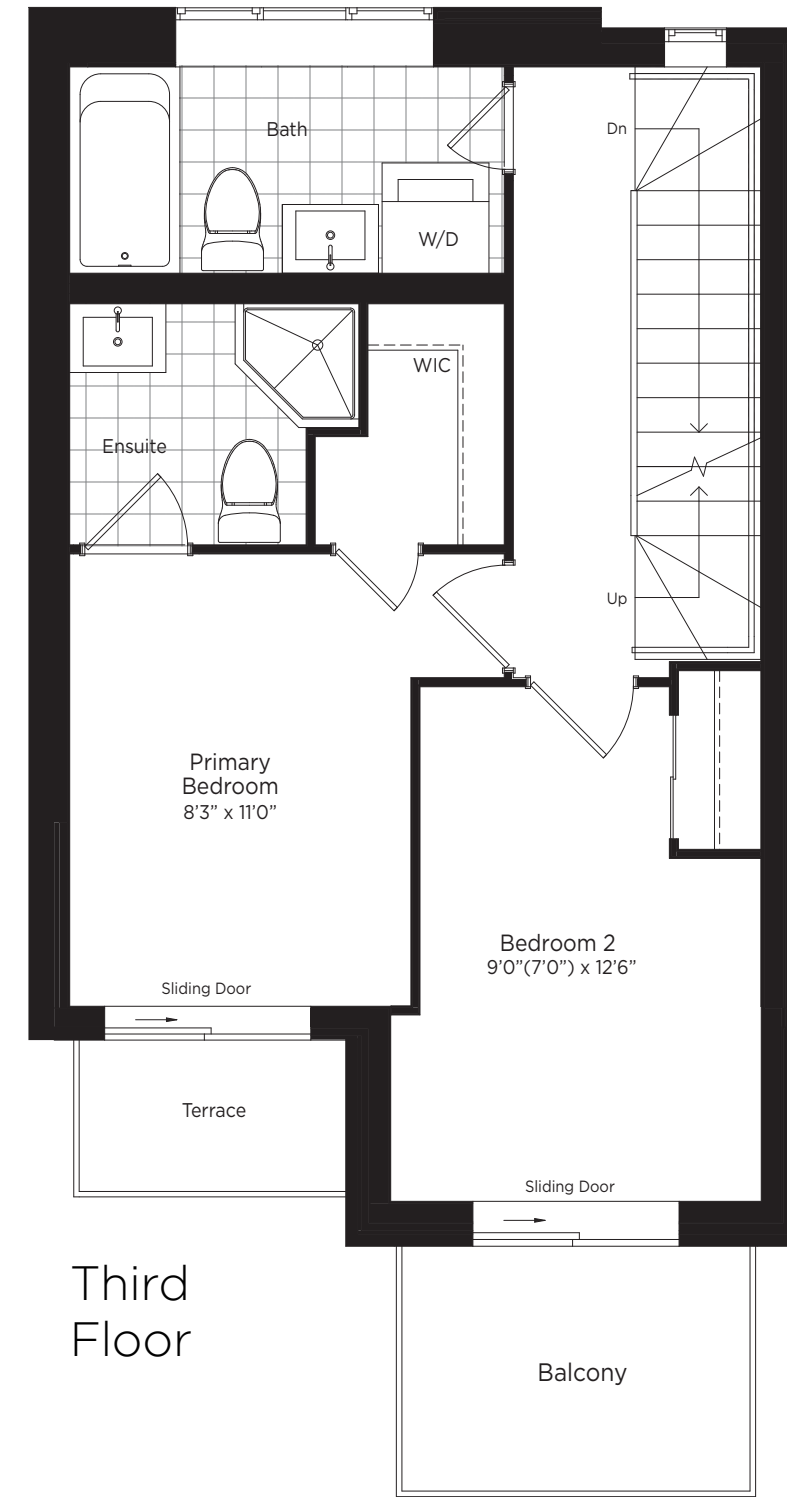 Bath
Dn
W/D
WIC
Ensuite
Up
Primary
Bedroom
8’3” x 11’0”
Bedroom 2
9’0”(7’0”) x 12’6”
Sliding Door
Terrace
Sliding Door
Third
Floor
Balcony